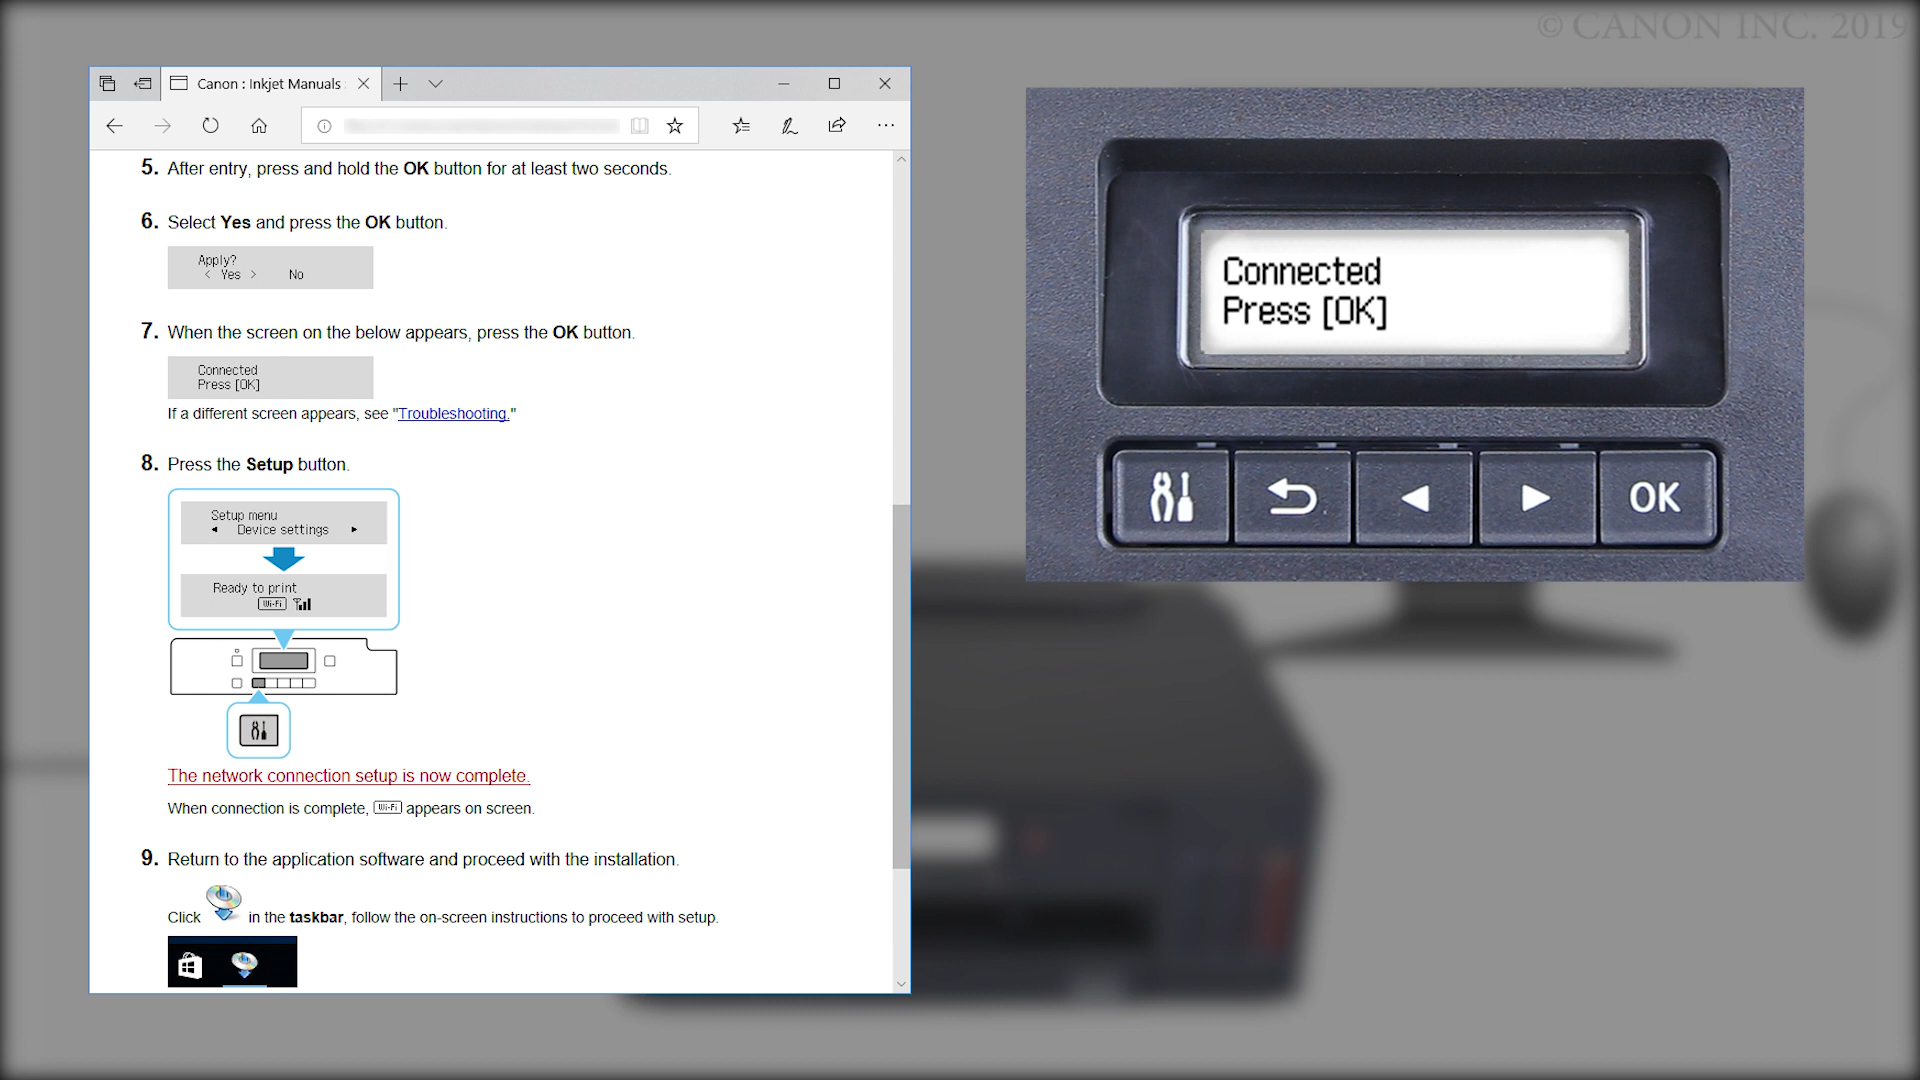 © CANON INC. 2019
Canon : Inkjet Manuals
5. After entry, press and hold the OK button for at least two seconds.
6. Select Yes and press the OK button.
Apply?
< Yes > No
7. When the screen on the below appears, press the OK button.
Connected
Press [OK]
If a different screen appears, see "Troubleshooting."
8. Press the Setup button.
Setup menu
Device settings
Ready to print
Wi-Fi
The network connection setup is now complete.
When connection is complete, Wi-Fi appears on screen.
9. Return to the application software and proceed with the installation.
Click in the taskbar, follow the on-screen instructions to proceed with setup.
Connected
Press [OK]
OK